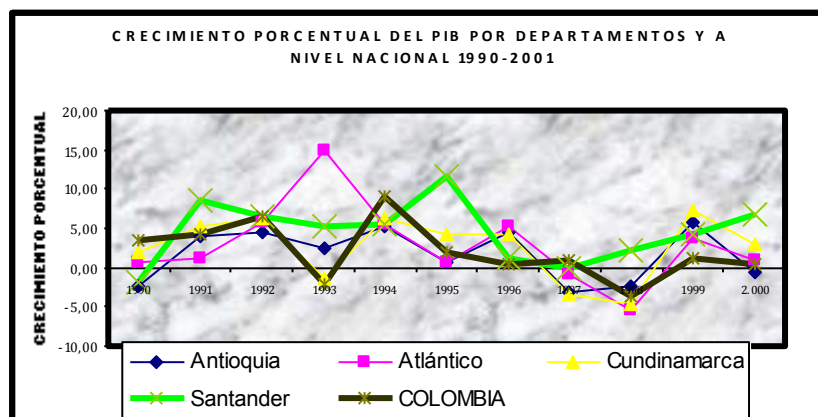 CRECIMIENTO PORCENTUAL DEL PIB POR DEPARTAMENTOS Y A
NIVEL NACIONAL 1990-2001
CRECIMIENTO PORCENTUAL
20,00
15,00
10,00
5,00
0,00
-5,00
-10,00
1990 1991 1992 1993 1994 1995 1996 1997 1999 2.000
Antioquia Atlántico Cundinamarca
Santander COLOMBIA